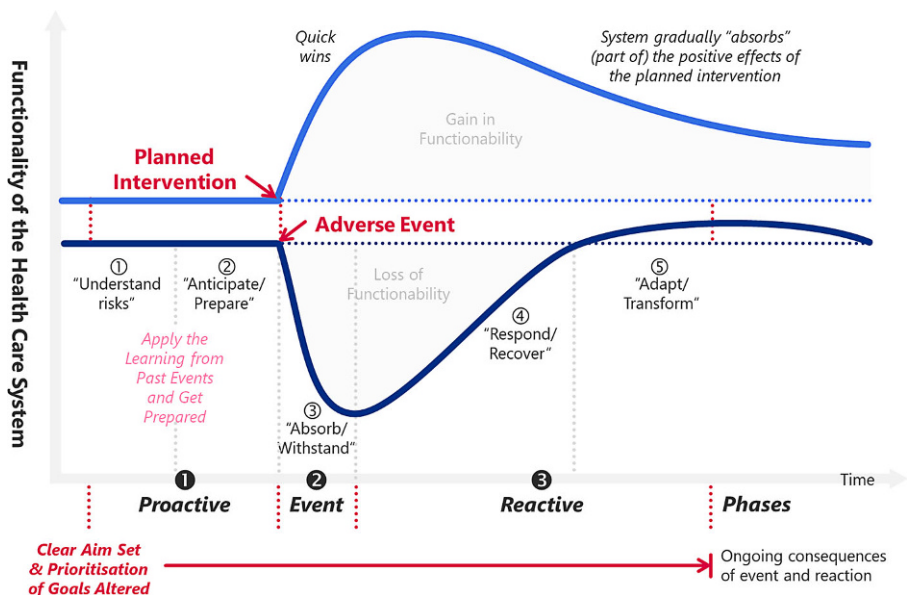 Functionality of the Health Care System
Quick
wins
System gradually “absorbs”
(part of) the positive effects of
the planned intervention
Gain in
Functionability
Planned
Intervention
Adverse Event
①
“Understand
risks”
②
“Anticipate/
Prepare”
Loss of
Functionability
⑤
“Adapt/
Transform”
④
“Respond/
Recover”
Apply the
Learning from
Past Events
and Get
Prepared
③
“Absorb/
Withstand”
❶
Proactive
❷
Event
❸
Reactive
Time
Phases
Clear Aim Set
& Prioritisation
of Goals Altered
Ongoing consequences
of event and reaction